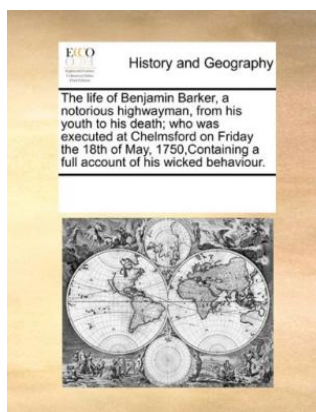 ECCO
History and Geography
The life of Benjamin Barker, a
notorious highwayman, from his
youth to his death; who was
executed at Chelmsford on Friday
the 18th of May, 1750,Containing a
full account of his wicked behaviour.